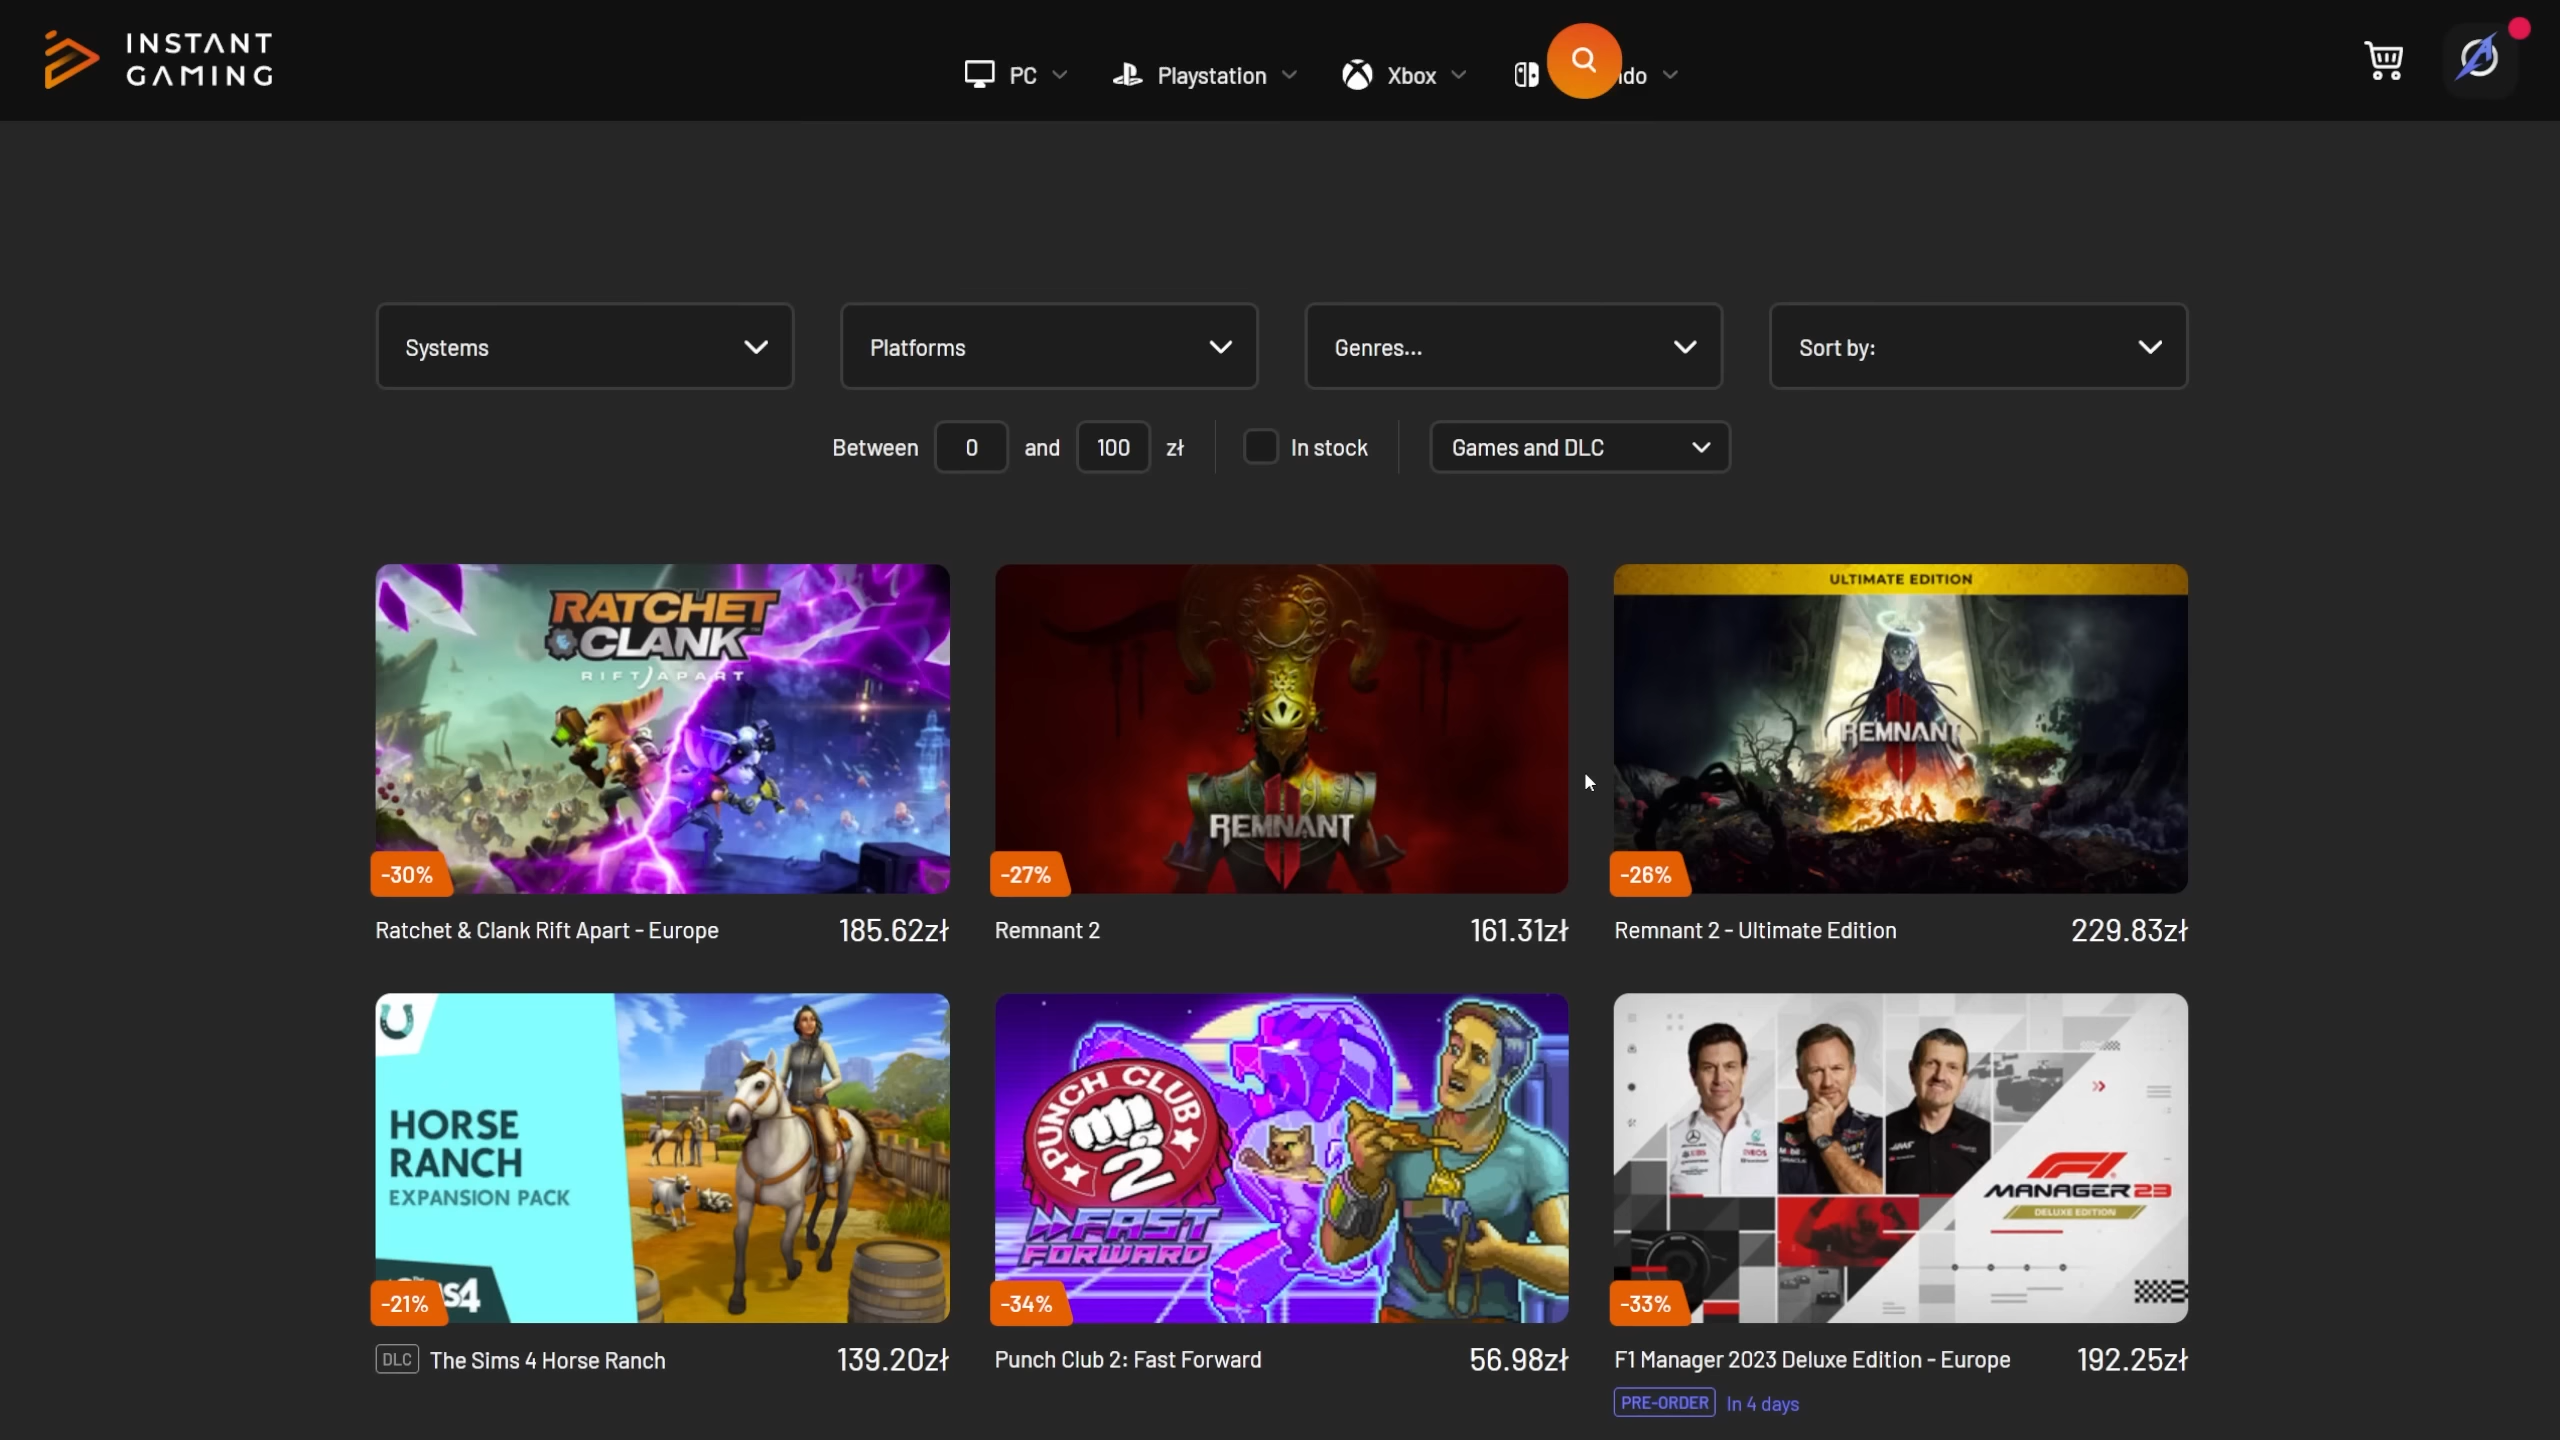 INSTANT
GAMING
PC
Playstation
Xbox
do
Systems
Platforms
Genres...
Sort by:
Between 0 and 100 zł
In stock
Games and DLC
RATCHET
CLANK
RIFT APART
-30%
Ratchet & Clank Rift Apart - Europe 185.62zł
REMNANT
-27%
Remnant 2 161.31zł
ULTIMATE EDITION
REMNANT
-26%
Remnant 2 - Ultimate Edition 229.83zł
HORSE
RANCH
EXPANSION PACK
s4
-21%
DLC The Sims 4 Horse Ranch 139.20zł
PUNCH CLUB
2
FAST
FORWARD
-34%
Punch Club 2: Fast Forward 56.98zł
F1
MANAGER 23
DELUXE EDITION
-33%
F1 Manager 2023 Deluxe Edition - Europe 192.25zł
PRE-ORDER In 4 days